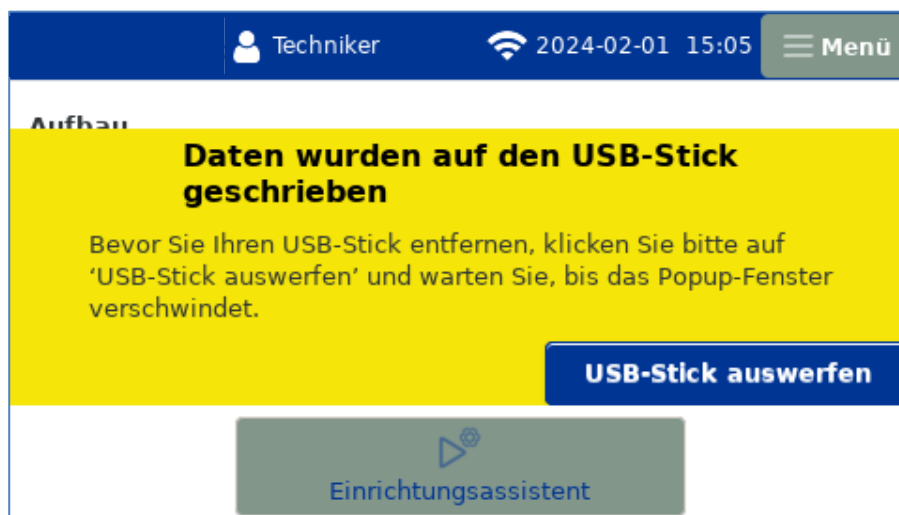 Techniker
2024-02-01 15:05
Menü
Aufbau
Daten wurden auf den USB-Stick
geschrieben
Bevor Sie Ihren USB-Stick entfernen, klicken Sie bitte auf
‘USB-Stick auswerfen’ und warten Sie, bis das Popup-Fenster
verschwindet.
USB-Stick auswerfen
Einrichtungsassistent